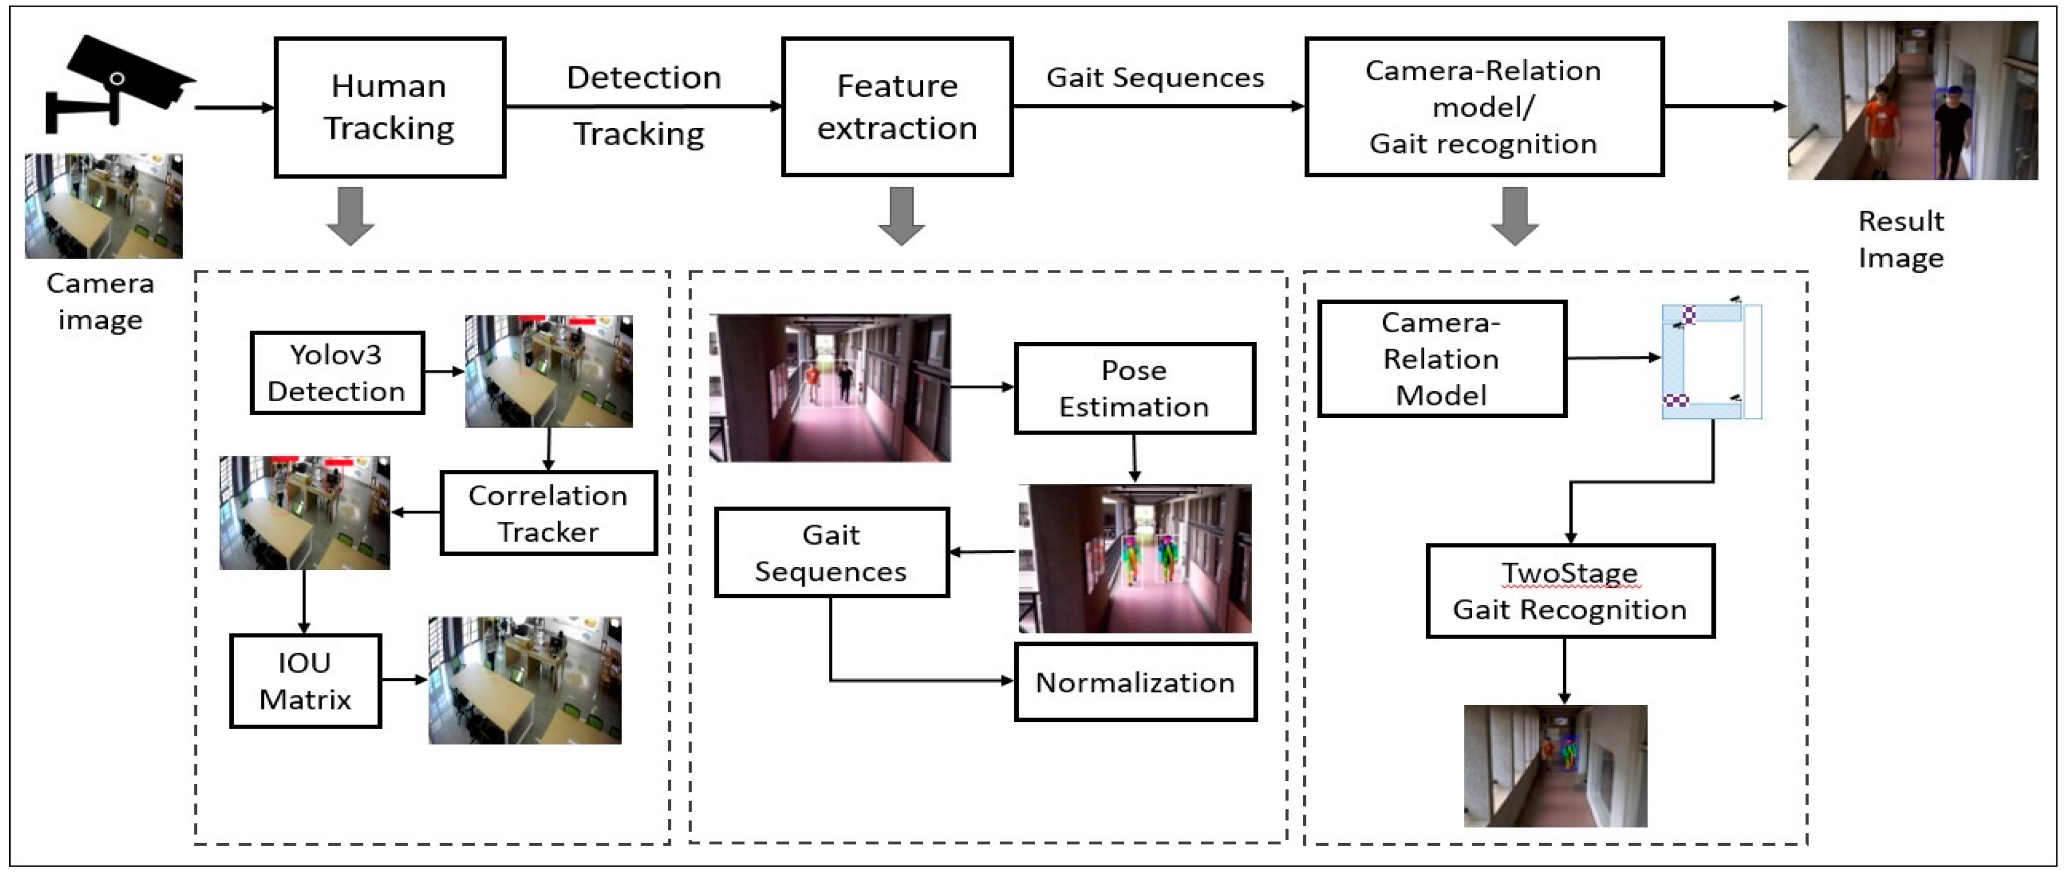 Human
Tracking
Detection
Tracking
Feature
extraction
Gait Sequences
Camera-Relation
model/
Gait recognition
Camera
image
Result
Image
Yolov3
Detection
Correlation
Tracker
IOU
Matrix
Pose
Estimation
Gait
Sequences
Normalization
Camera-
Relation
Model
TwoStage
Gait Recognition